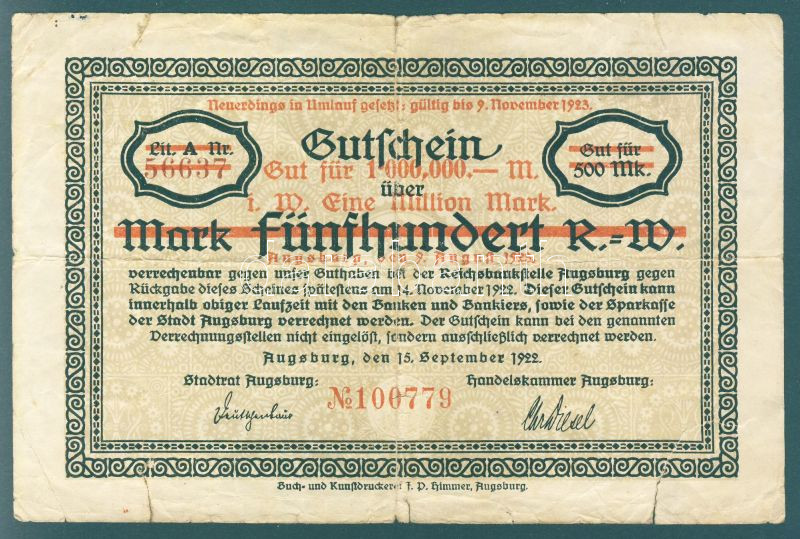 Neuerdings in Umlauf gesetzt; gültig bis 9. November 1923.
Lit. A Nr.
56637
Gutschein
Gut für
500 Mk.
Gut für 1 000,000.— M.
über
i. W. Eine Million Mark.
Mark fünfhundert R.-W.
Augsburg, den 9. August 1923.
verrechenbar gegen unser Guthaben bei der Reichsbankstelle Augsburg gegen
Rückgabe dieses Scheines spätestens am 14. November 1922. Dieser Gutschein kann
innerhalb obiger Laufzeit mit den Banken und Bankiers, sowie der Sparkasse
der Stadt Augsburg verrechnet werden. Der Gutschein kann bei den genannten
Verrechnungsstellen nicht eingelöst, sondern ausschließlich verrechnet werden.
Augsburg, den 15. September 1922.
Stadtrat Augsburg:
Handelskammer Augsburg:
№100779
Deutschenbaur
Chr Diesel
Buch- und Kunstdruckerei J. P. Himmer, Augsburg.